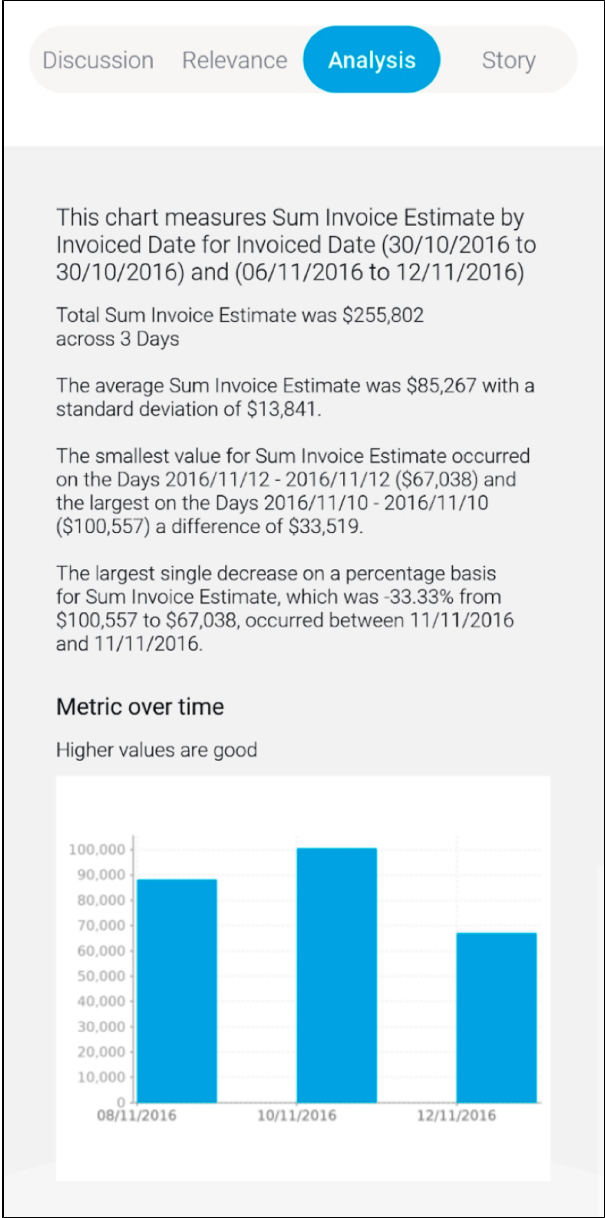 Discussion Relevance Analysis Story
This chart measures Sum Invoice Estimate by
Invoiced Date for Invoiced Date (30/10/2016 to
30/10/2016) and (06/11/2016 to 12/11/2016)
Total Sum Invoice Estimate was $255,802
across 3 Days
The average Sum Invoice Estimate was $85,267 with a
standard deviation of $13,841.
The smallest value for Sum Invoice Estimate occurred
on the Days 2016/11/12 - 2016/11/12 ($67,038) and
the largest on the Days 2016/11/10 - 2016/11/10
($100,557) a difference of $33,519.
The largest single decrease on a percentage basis
for Sum Invoice Estimate, which was -33.33% from
$100,557 to $67,038, occurred between 11/11/2016
and 11/11/2016.
Metric over time
Higher values are good
100,000
90,000
80,000
70,000
60,000
50,000
40,000
30,000
20,000
10,000
0
08/11/2016 10/11/2016 12/11/2016